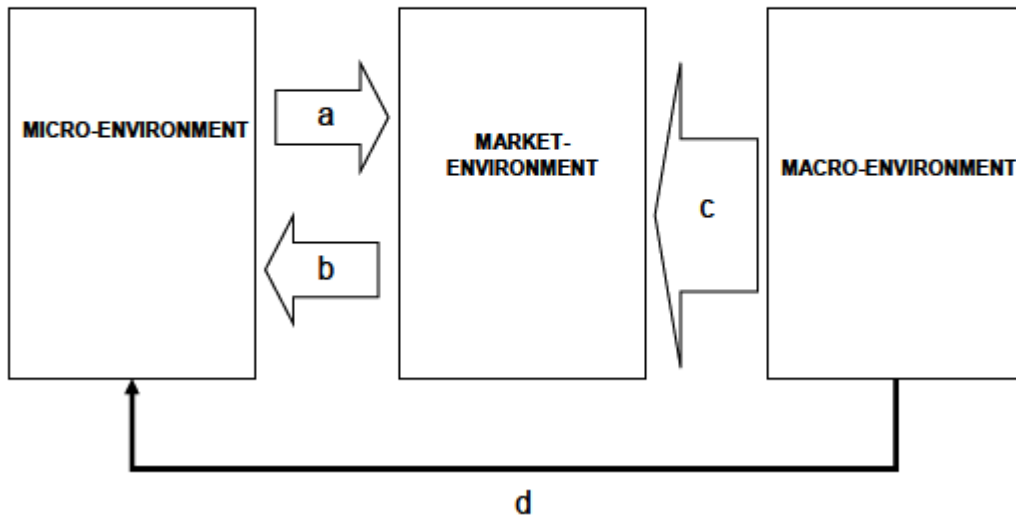 MICRO-ENVIRONMENT
a
b
MARKET-
ENVIRONMENT
c
MACRO-ENVIRONMENT
d